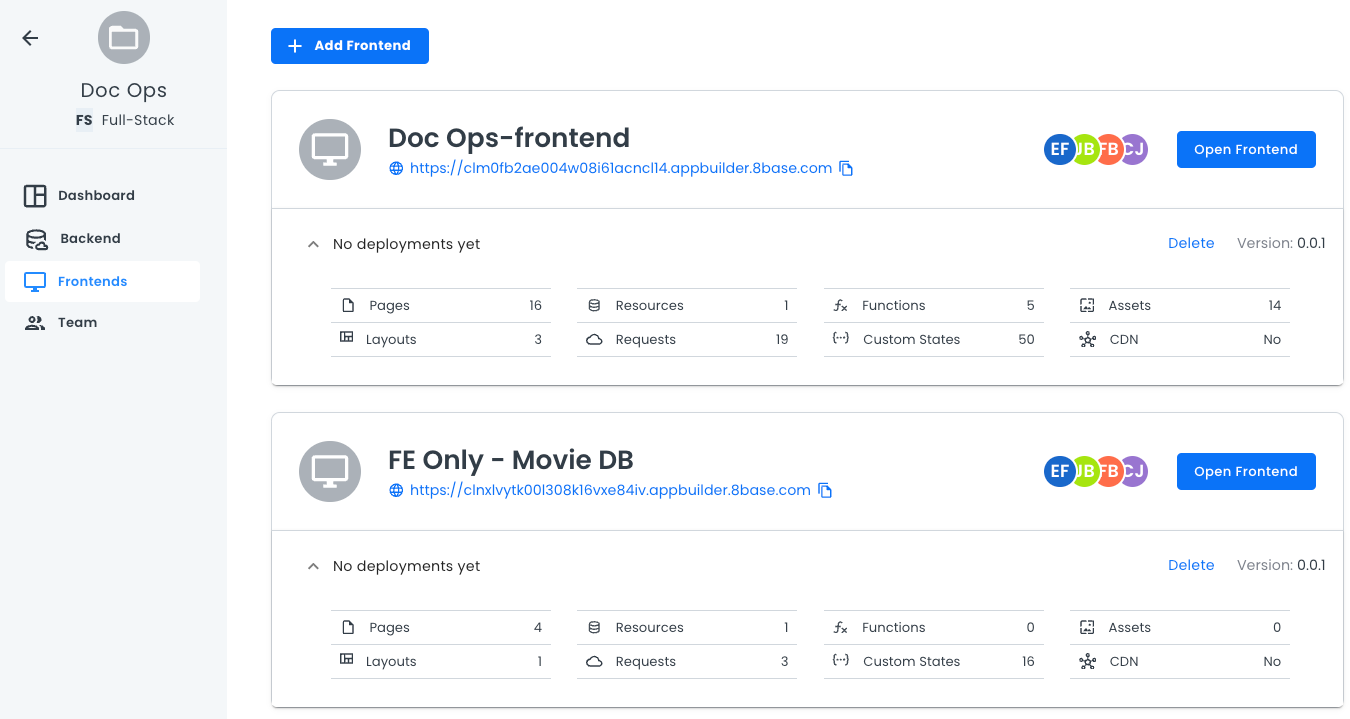 Doc Ops
FS Full-Stack
Dashboard
Backend
Frontends
Team
Add Frontend
Doc Ops-frontend
https://clm0fb2ae004w08i61acncl14.appbuilder.8base.com
EF JB FB CJ
Open Frontend
No deployments yet
Delete Version: 0.0.1
Pages 16 Resources 1 Functions 5 Assets 14
Layouts 3 Requests 19 Custom States 50 CDN No
FE Only - Movie DB
https://clnxlvytk00l308k16vxe84iv.appbuilder.8base.com
EF JB FB CJ
Open Frontend
No deployments yet
Delete Version: 0.0.1
Pages 4 Resources 1 Functions 0 Assets 0
Layouts 1 Requests 3 Custom States 16 CDN No